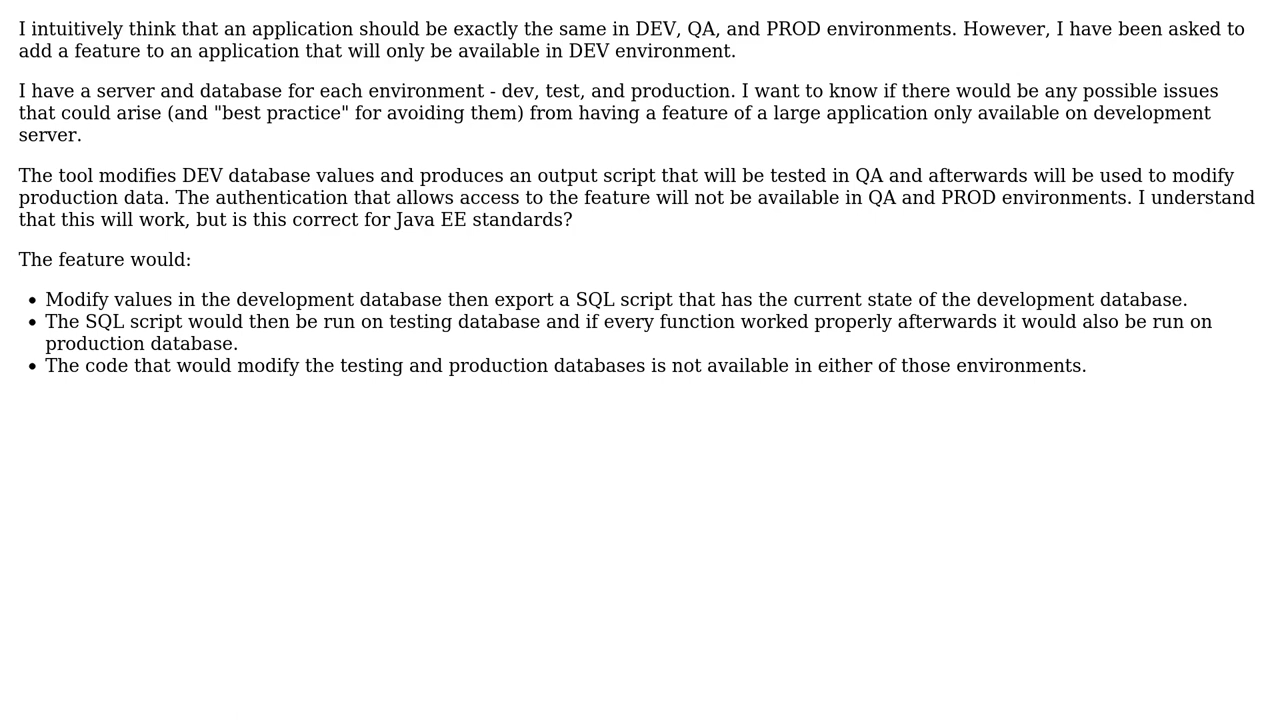 I intuitively think that an application should be exactly the same in DEV, QA, and PROD environments. However, I have been asked to
add a feature to an application that will only be available in DEV environment.
I have a server and database for each environment - dev, test, and production. I want to know if there would be any possible issues
that could arise (and "best practice" for avoiding them) from having a feature of a large application only available on development
server.
The tool modifies DEV database values and produces an output script that will be tested in QA and afterwards will be used to modify
production data. The authentication that allows access to the feature will not be available in QA and PROD environments. I understand
that this will work, but is this correct for Java EE standards?
The feature would:
• Modify values in the development database then export a SQL script that has the current state of the development database.
• The SQL script would then be run on testing database and if every function worked properly afterwards it would also be run on
production database.
• The code that would modify the testing and production databases is not available in either of those environments.